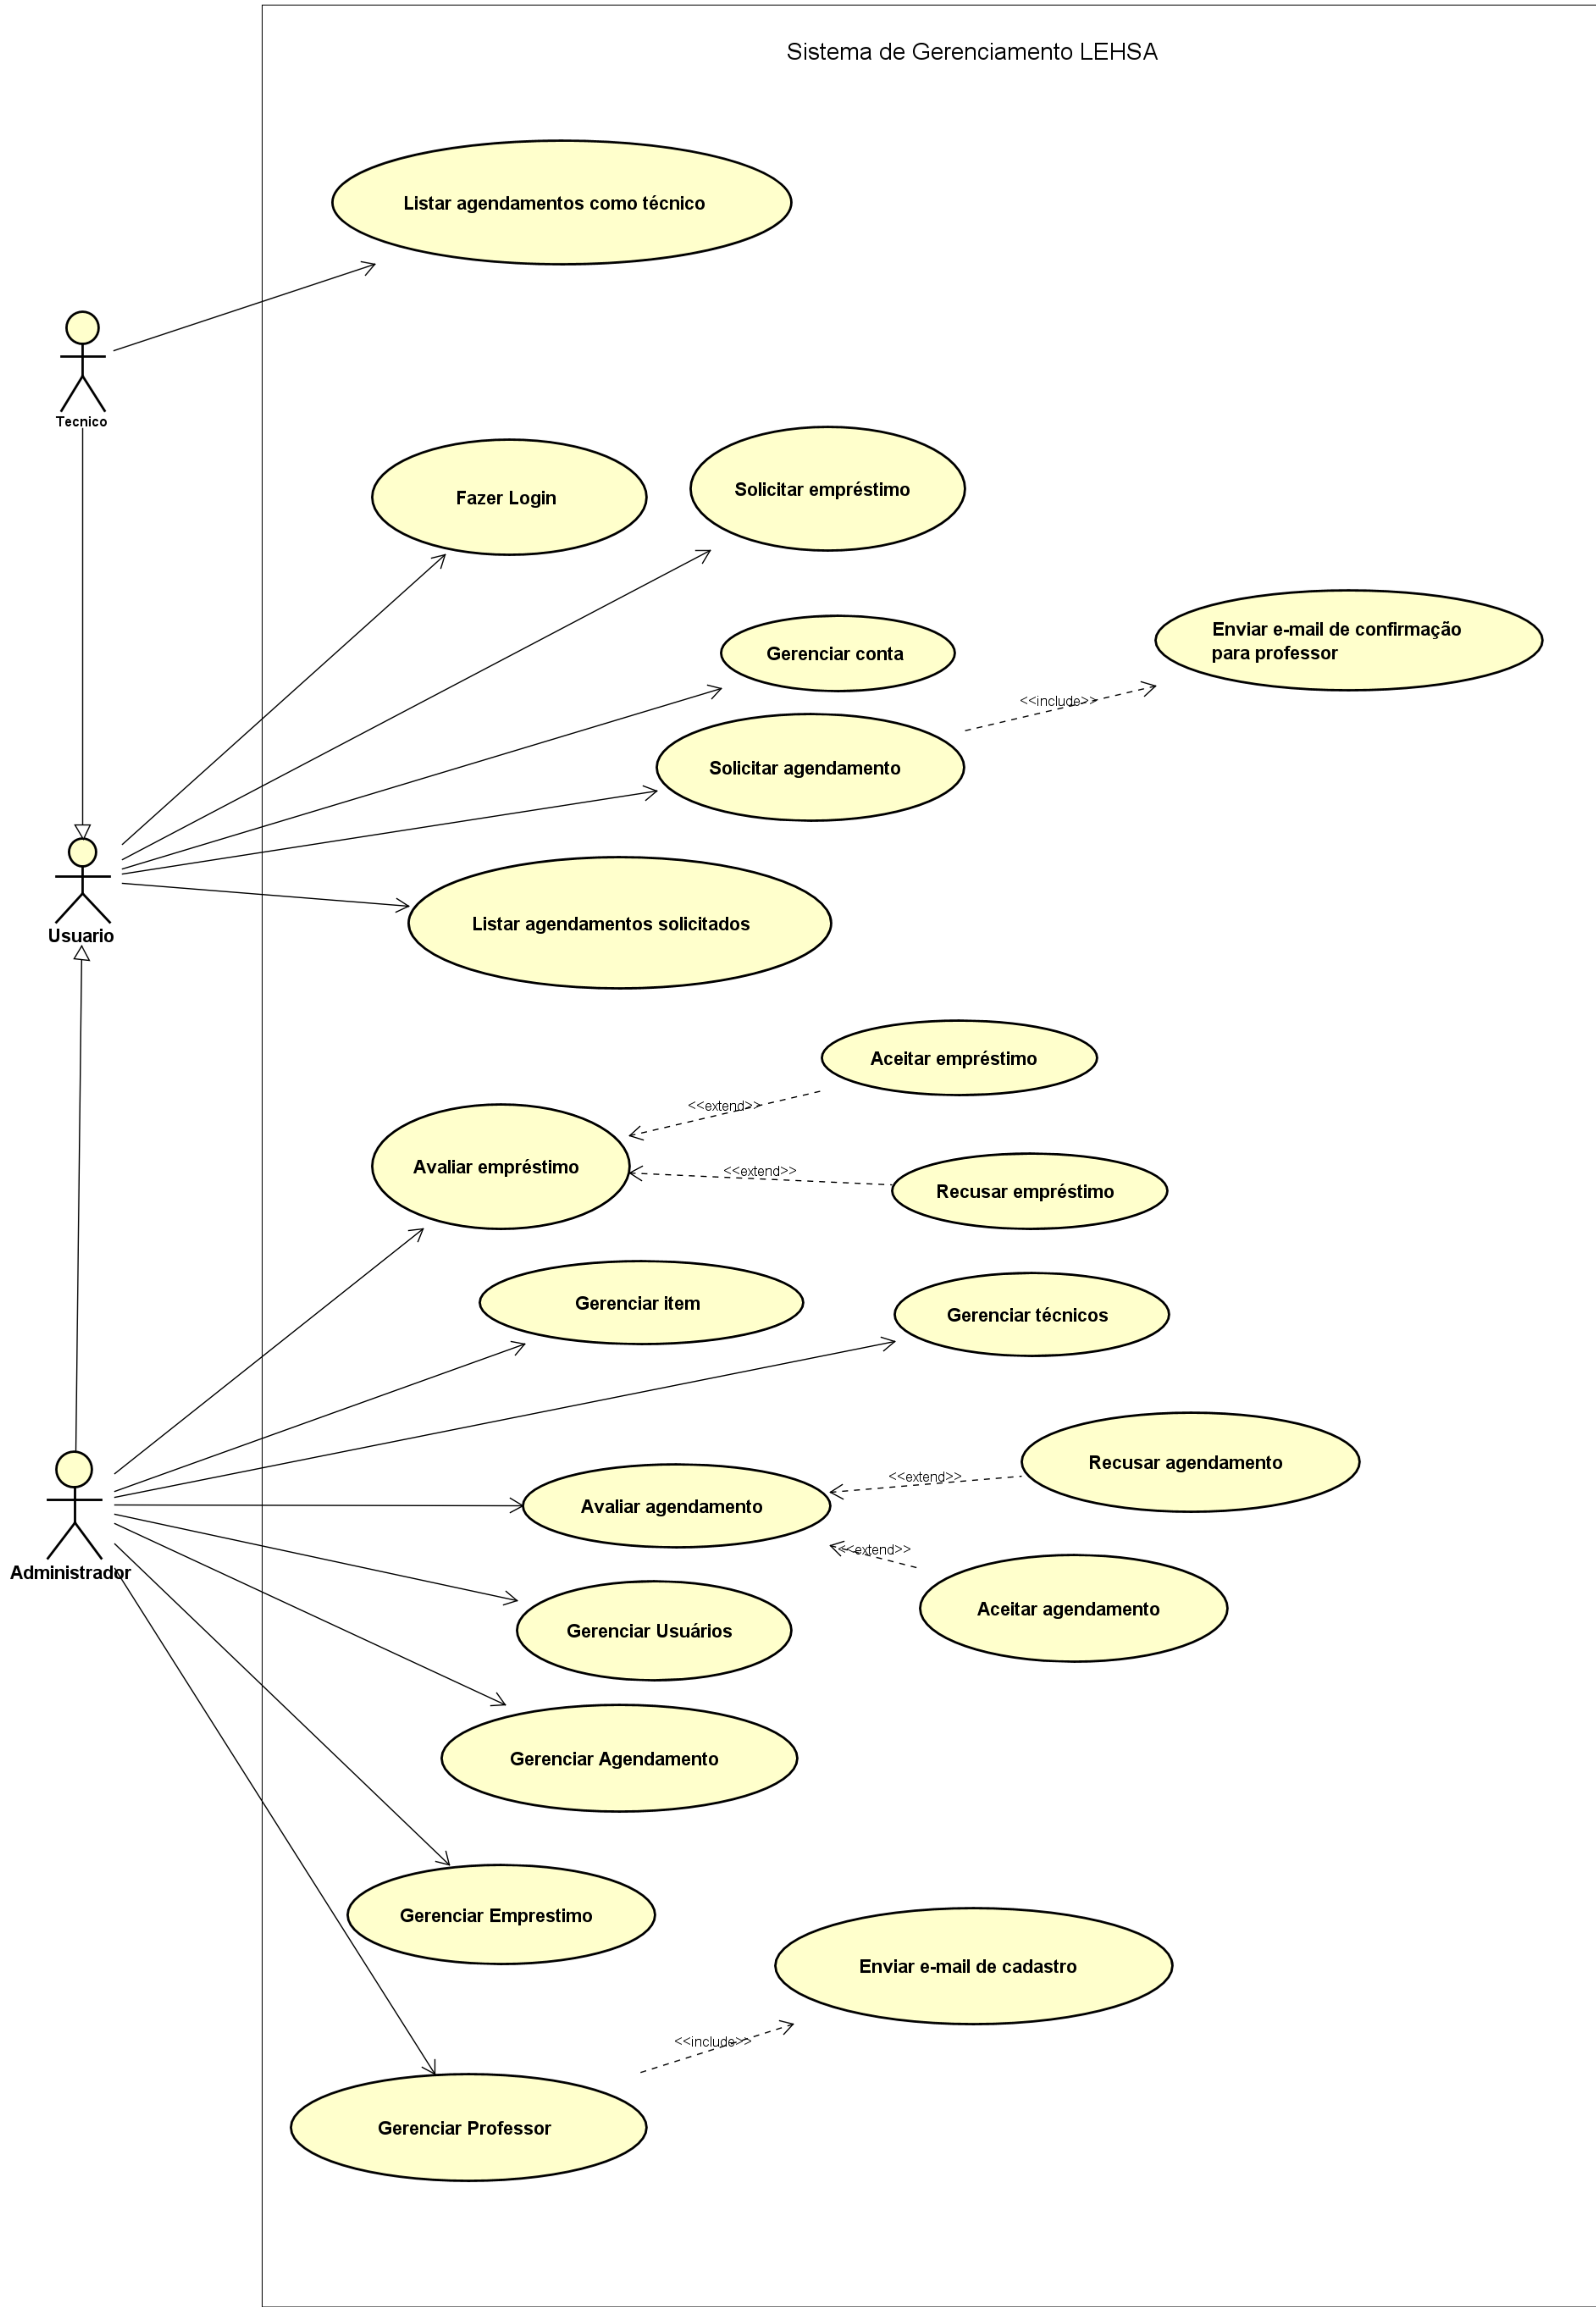 Sistema de Gerenciamento LEHSA
Listar agendamentos como técnico
Tecnico
Fazer Login
Solicitar empréstimo
Gerenciar conta
Enviar e-mail de confirmação
para professor
<<include>>
Solicitar agendamento
Usuario
Listar agendamentos solicitados
Aceitar empréstimo
<<extend>>
Avaliar empréstimo
<<extend>>
Recusar empréstimo
Gerenciar item
Gerenciar técnicos
Recusar agendamento
<<extend>>
Avaliar agendamento
<<extend>>
Administrador
Aceitar agendamento
Gerenciar Usuários
Gerenciar Agendamento
Gerenciar Emprestimo
Enviar e-mail de cadastro
<<include>>
Gerenciar Professor